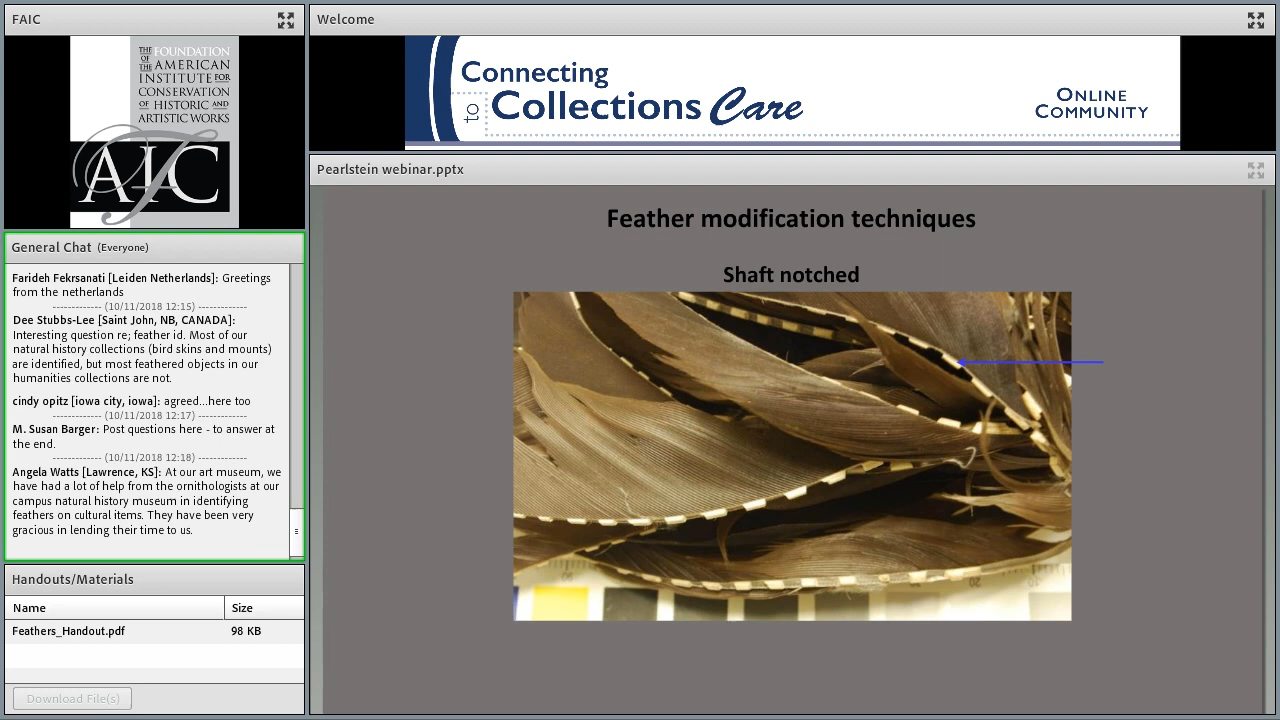 FAIC
THE FOUNDATION
OF THE AMERICAN
INSTITUTE FOR
CONSERVATION
OF HISTORIC AND
ARTISTIC WORKS
AIC
General Chat (Everyone)
Farideh Fekrsanati [Leiden Netherlands]: Greetings
from the netherlands
------------- (10/11/2018 12:15) -------------
Dee Stubbs-Lee [Saint John, NB, CANADA]:
Interesting question re; feather id. Most of our
natural history collections (bird skins and mounts)
are identified, but most feathered objects in our
humanities collections are not.
cindy opitz [iowa city, iowa]: agreed...here too
------------- (10/11/2018 12:17) -------------
M. Susan Barger: Post questions here - to answer at
the end.
------------- (10/11/2018 12:18) -------------
Angela Watts [Lawrence, KS]: At our art museum, we
have had a lot of help from the ornithologists at our
campus natural history museum in identifying
feathers on cultural items. They have been very
gracious in lending their time to us.
Handouts/Materials
Name Size
Feathers_Handout.pdf 98 KB
Download File(s)
Welcome
Connecting
to Collections Care
ONLINE
COMMUNITY
Pearlstein webinar.pptx
Feather modification techniques
Shaft notched